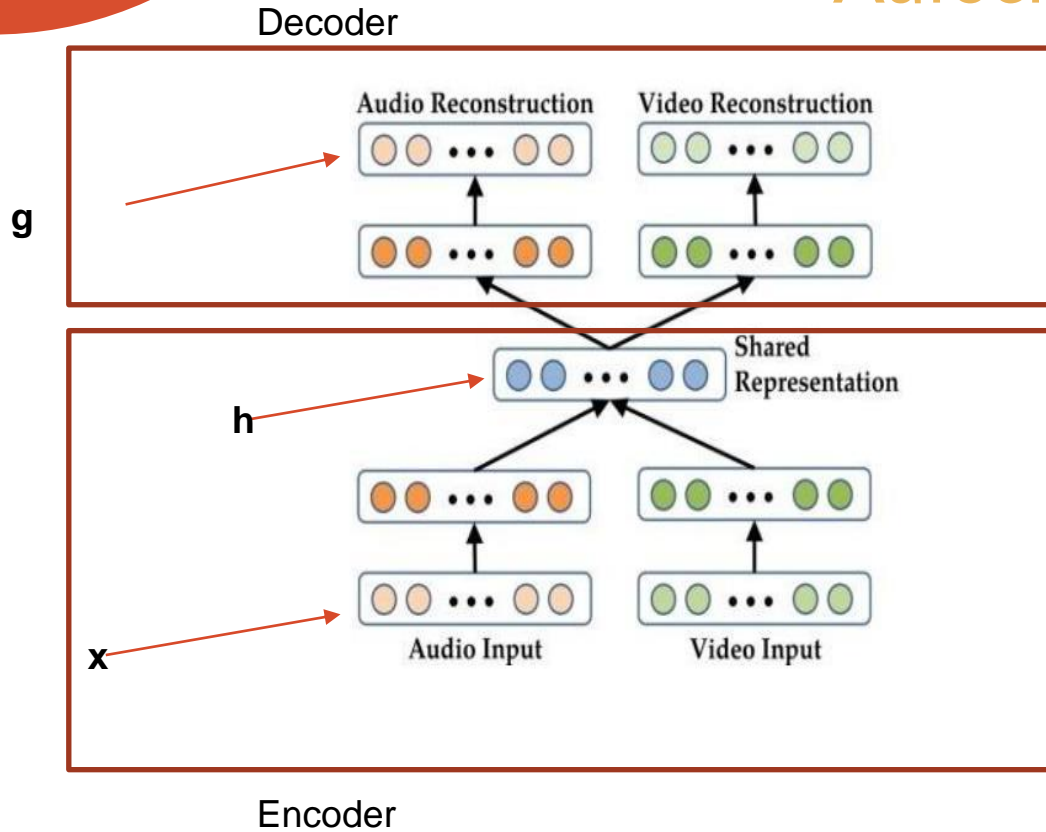 Decoder
Audio Reconstruction
Video Reconstruction
g
Shared
Representation
h
x
Audio Input
Video Input
Encoder